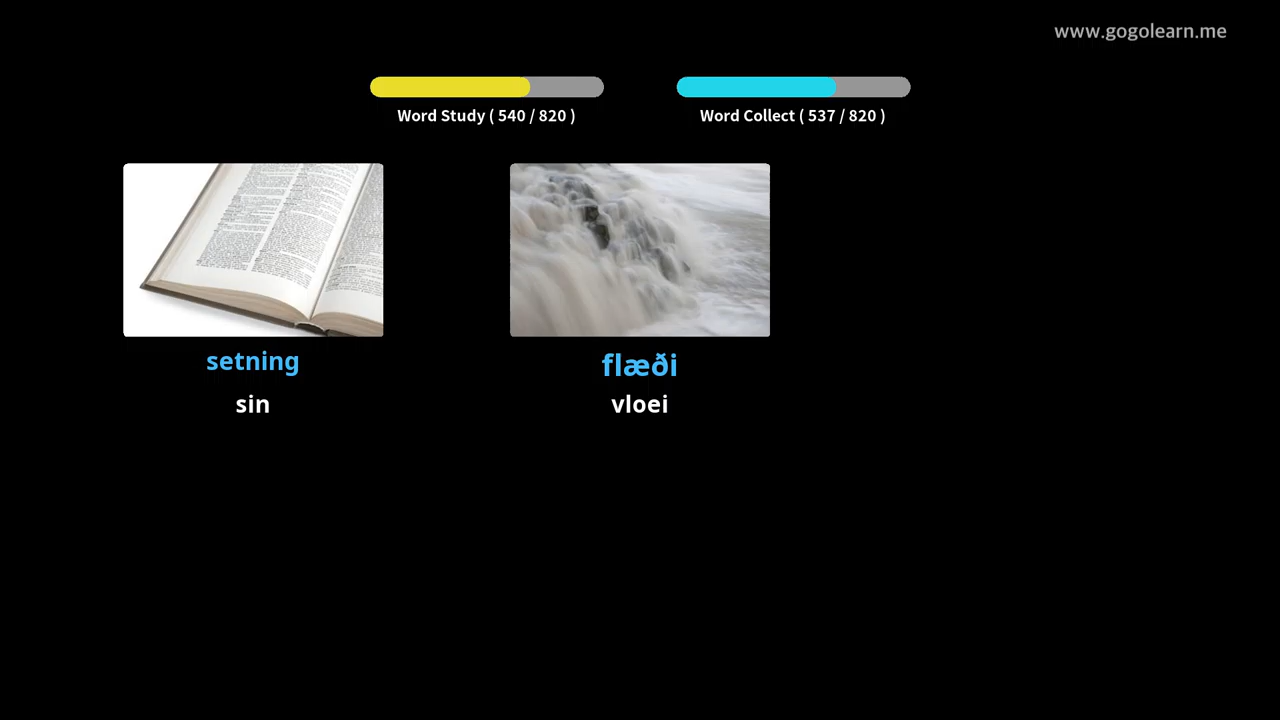 www.gogolearn.me
Word Study ( 540 / 820 )
Word Collect ( 537 / 820 )
setning
sin
flæði
vloei